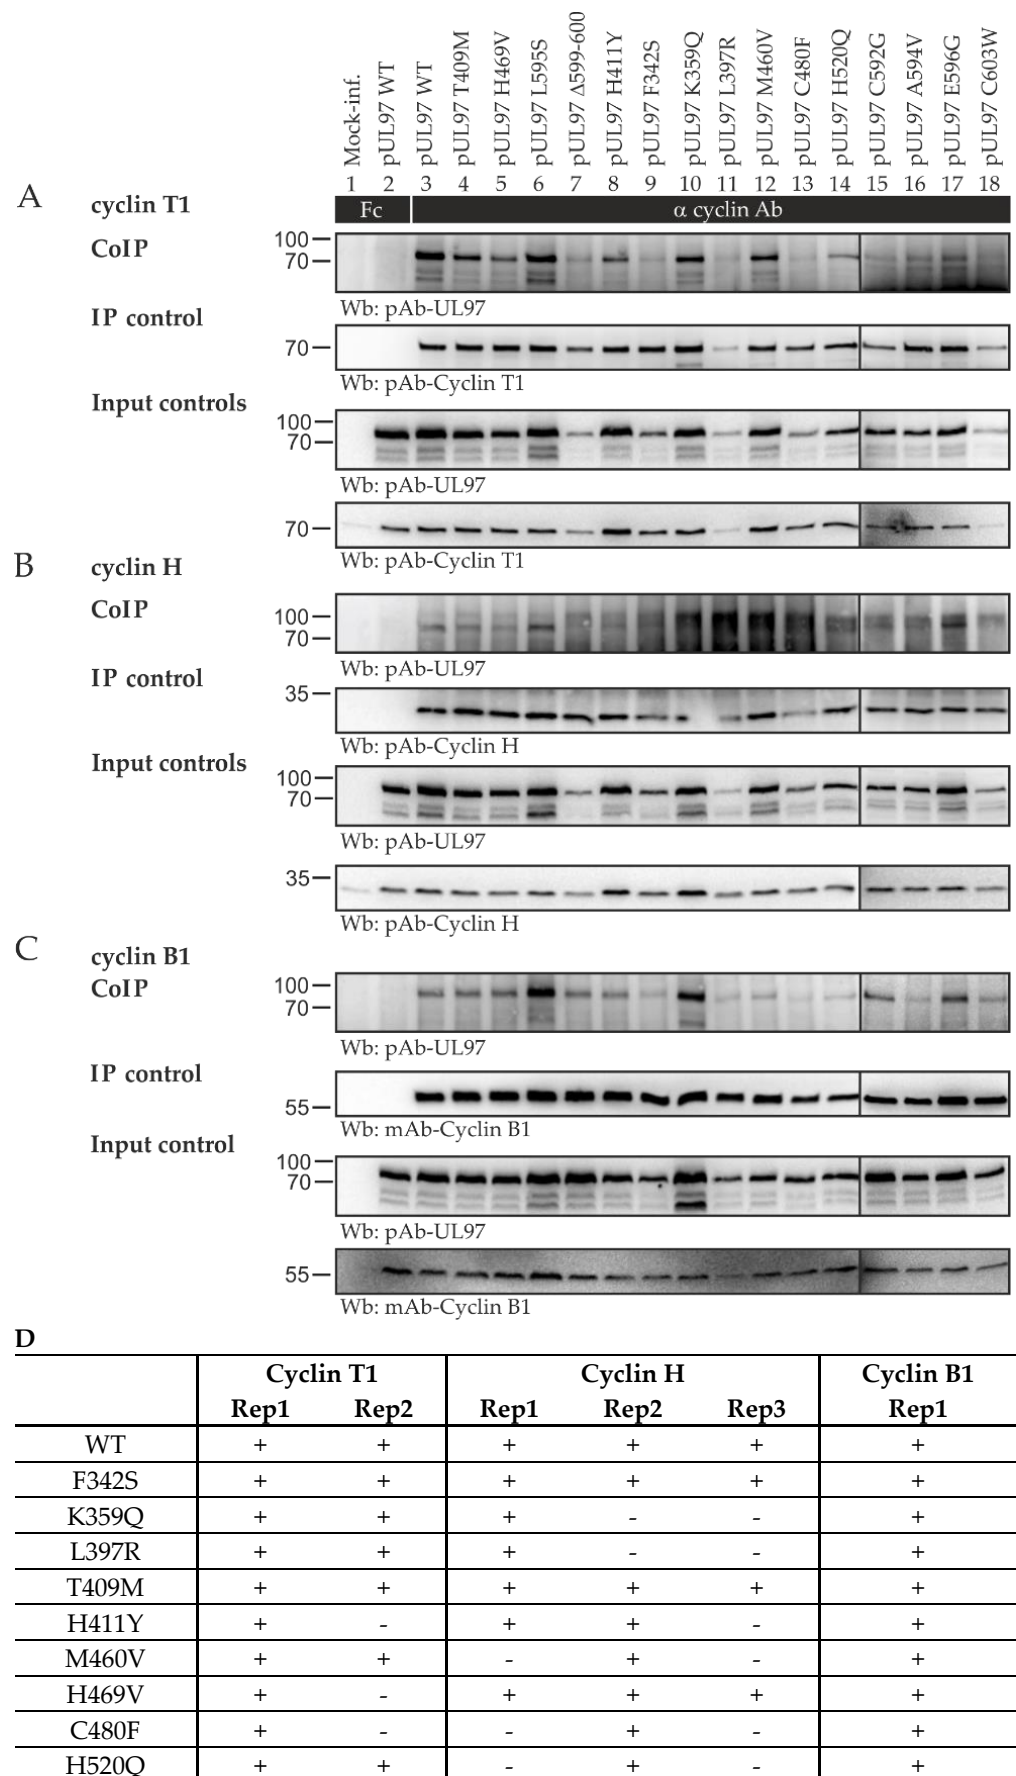 Mock-inf.
pUL97 WT
pUL97 WT
pUL97 T409M
pUL97 H469V
pUL97 L595S
pUL97 Δ599-600
pUL97 H411Y
pUL97 F342S
pUL97 K359Q
pUL97 L397R
pUL97 M460V
pUL97 C480F
pUL97 H520Q
pUL97 C592G
pUL97 A594V
pUL97 E596G
pUL97 C603W
1 2 3 4 5 6 7 8 9 10 11 12 13 14 15 16 17 18
A
cyclin T1
Fc α cyclin Ab
CoIP
100
70
Wb: pAb-UL97
IP control
70
Wb: pAb-Cyclin T1
Input controls
100
70
Wb: pAb-UL97
70
Wb: pAb-Cyclin T1
B
cyclin H
CoIP
100
70
Wb: pAb-UL97
IP control
35
Wb: pAb-Cyclin H
Input controls
100
70
Wb: pAb-UL97
35
Wb: pAb-Cyclin H
C
cyclin B1
CoIP
100
70
Wb: pAb-UL97
IP control
55
Wb: mAb-Cyclin B1
Input control
100
70
Wb: pAb-UL97
55
Wb: mAb-Cyclin B1
D
Cyclin T1 Cyclin H Cyclin B1
Rep1 Rep2 Rep1 Rep2 Rep3 Rep1
WT + + + + + +
F342S + + + + + +
K359Q + + + - - +
L397R + + + - - +
T409M + + + + + +
H411Y + - + + - +
M460V + + - + - +
H469V + - + + + +
C480F + - - + - +
H520Q + + - + - +